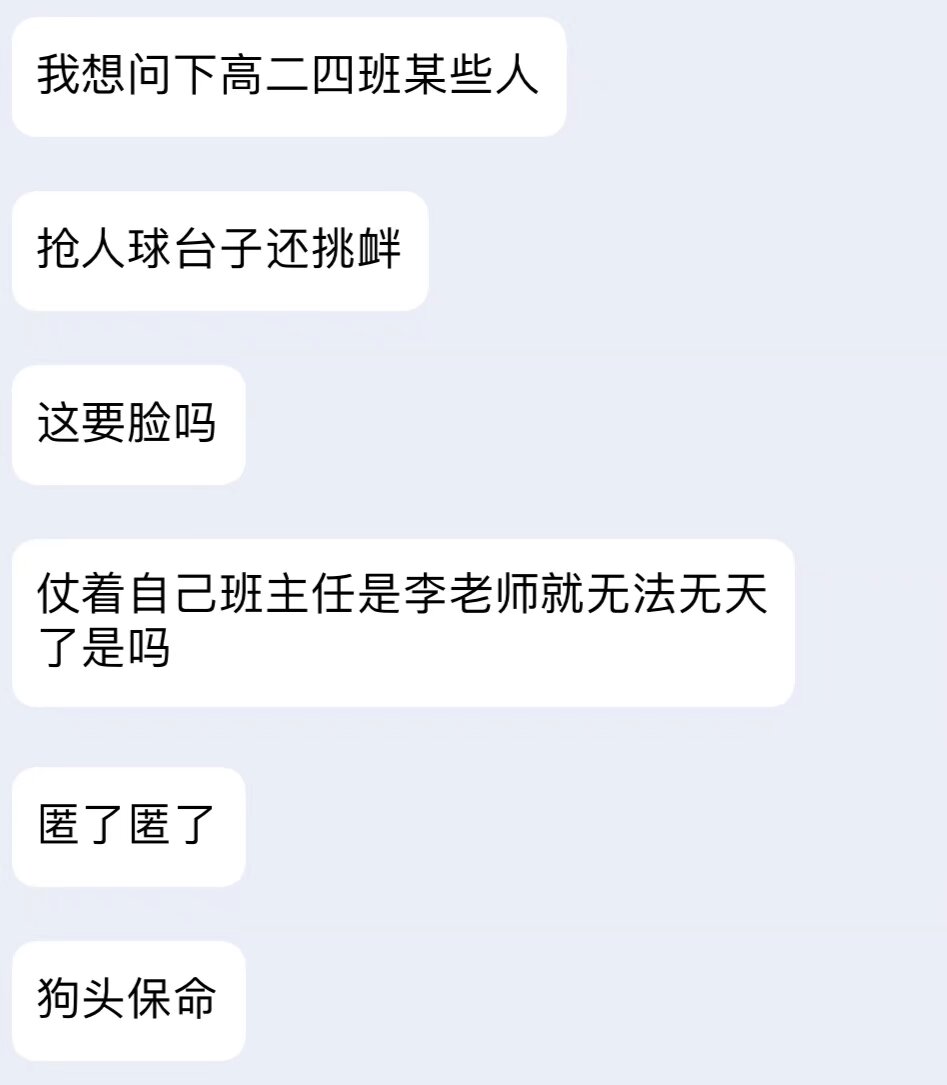 我想问下高二四班某些人
抢人球台子还挑衅
这要脸吗
仗着自己班主任是李老师就无法无天
了是吗
匿了匿了
狗头保命